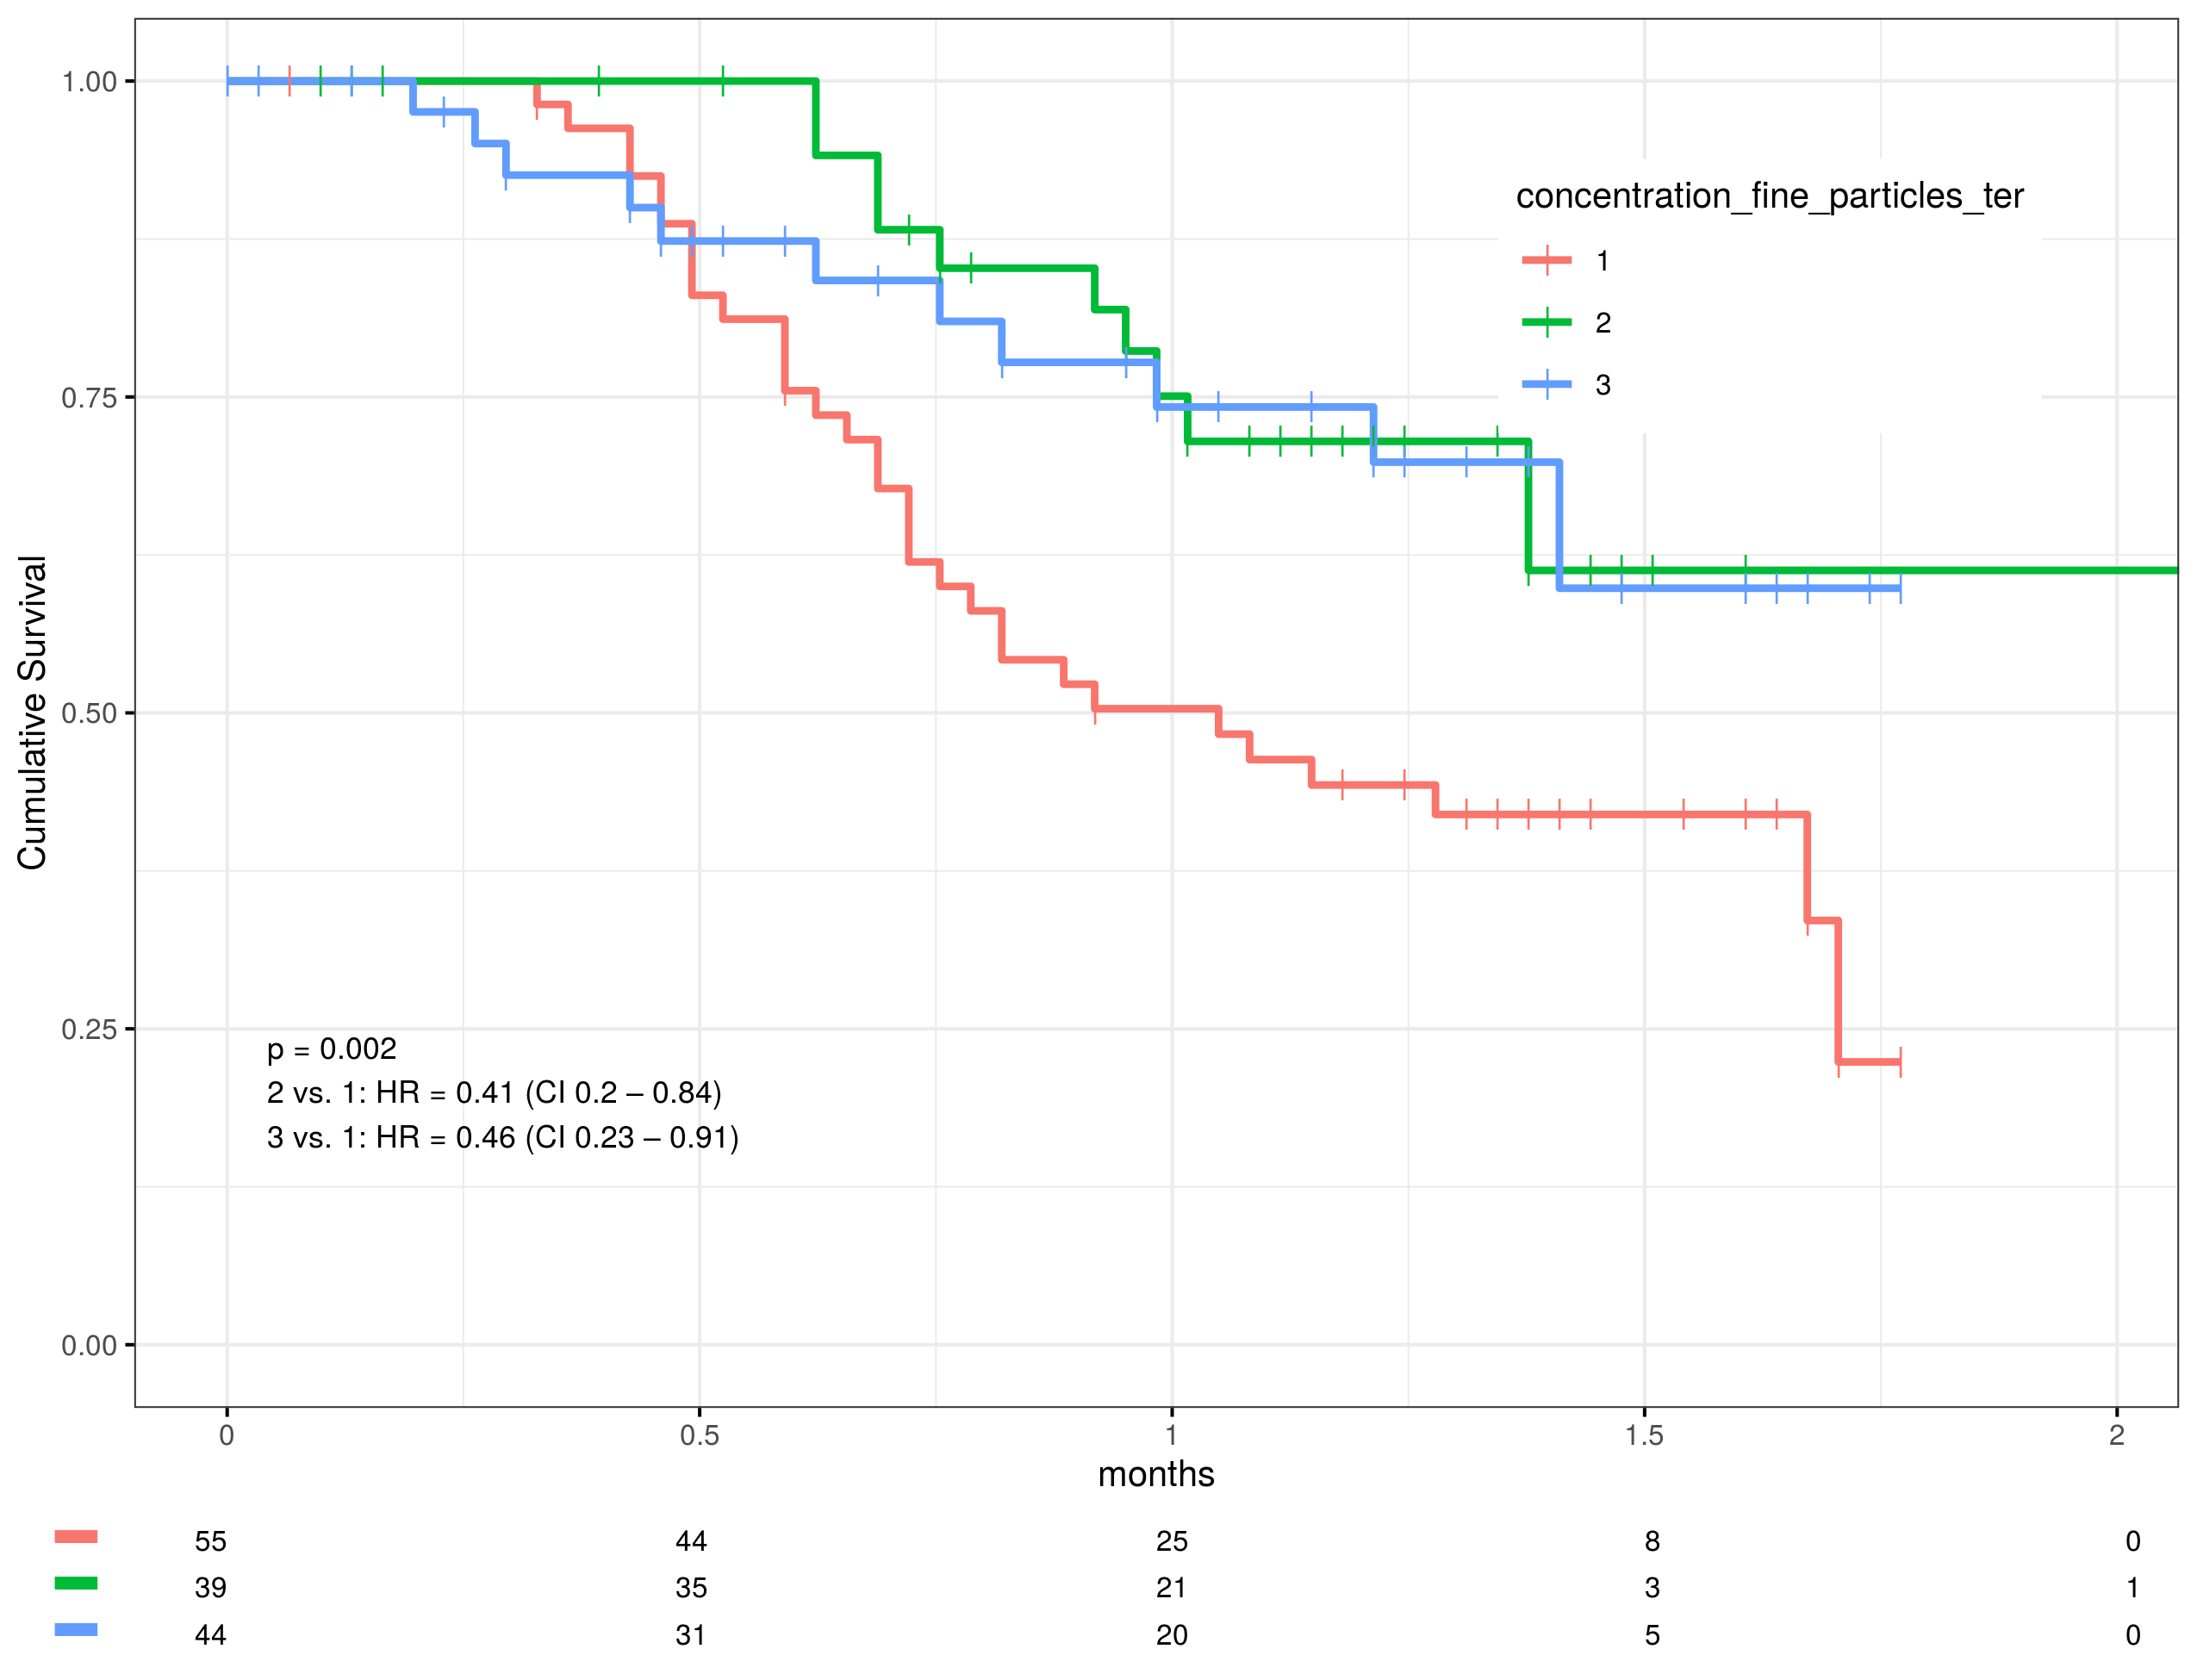 1.00
0.75
0.50
0.25
0.00
Cumulative Survival
concentration_fine_particles_ter
1
2
3
p = 0.002
2 vs. 1: HR = 0.41 (CI 0.2 – 0.84)
3 vs. 1: HR = 0.46 (CI 0.23 – 0.91)
0 0.5 1 1.5 2
months
55 44 25 8 0
39 35 21 3 1
44 31 20 5 0